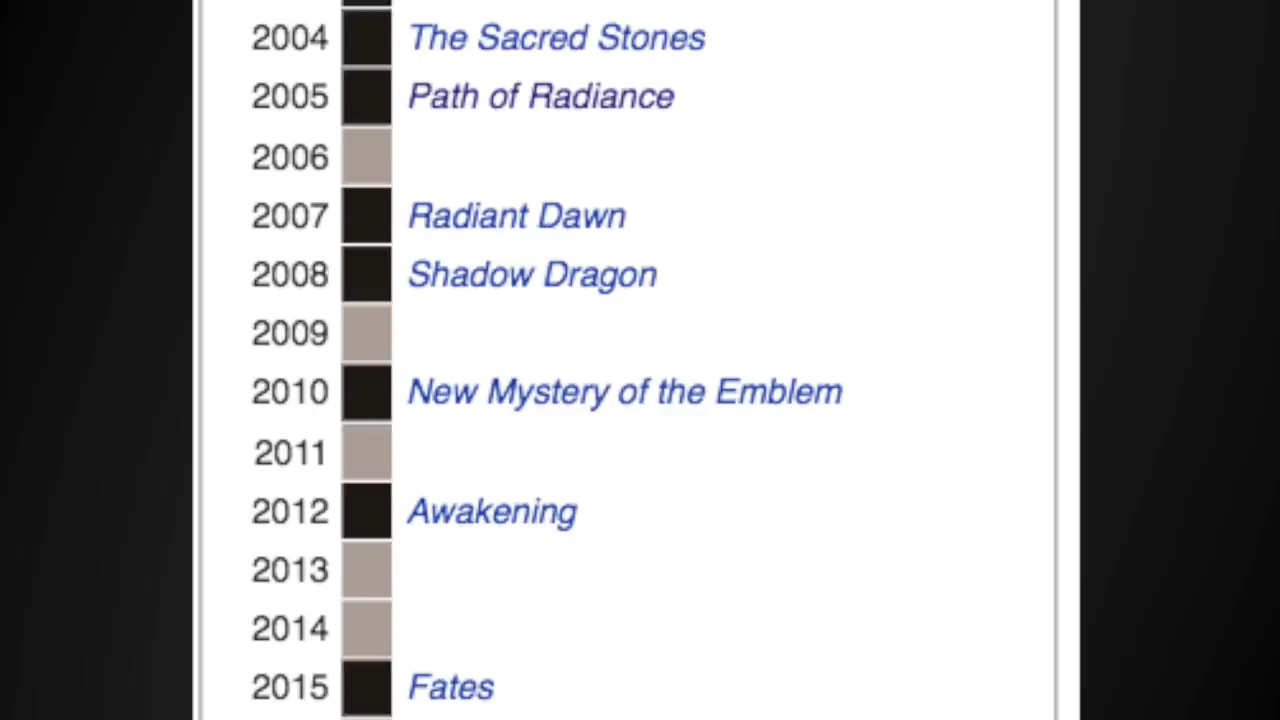 2004 The Sacred Stones
2005 Path of Radiance
2006
2007 Radiant Dawn
2008 Shadow Dragon
2009
2010 New Mystery of the Emblem
2011
2012 Awakening
2013
2014
2015 Fates